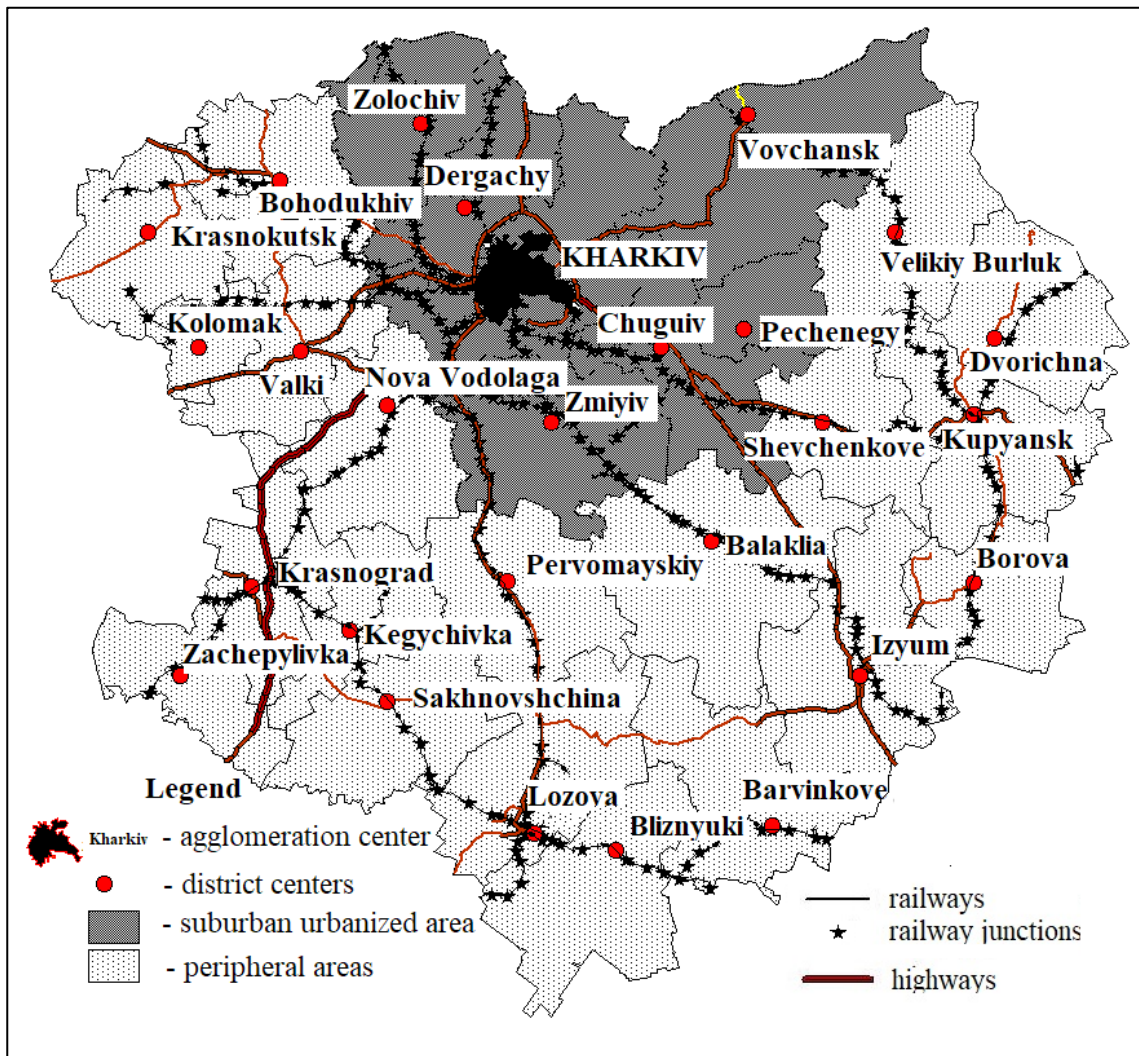 Zolochiv
Vovchansk
Dergachy
Bohodukhiv
Krasnokutsk
KHARKIV
Velikiy Burluk
Kolomak
Chuguiv
Pechenegy
Dvorichna
Valki
Nova Vodolaga
Zmiyiv
Shevchenkove
Kupyansk
Balaklia
Borova
Krasnograd
Pervomayskiy
Kegychivka
Izyum
Zachepylivka
Sakhnovshchina
Legend
Lozova
Barvinkove
Bliznyuki
Kharkiv - agglomeration center
- district centers
- suburban urbanized area
- peripheral areas
- railways
- railway junctions
- highways